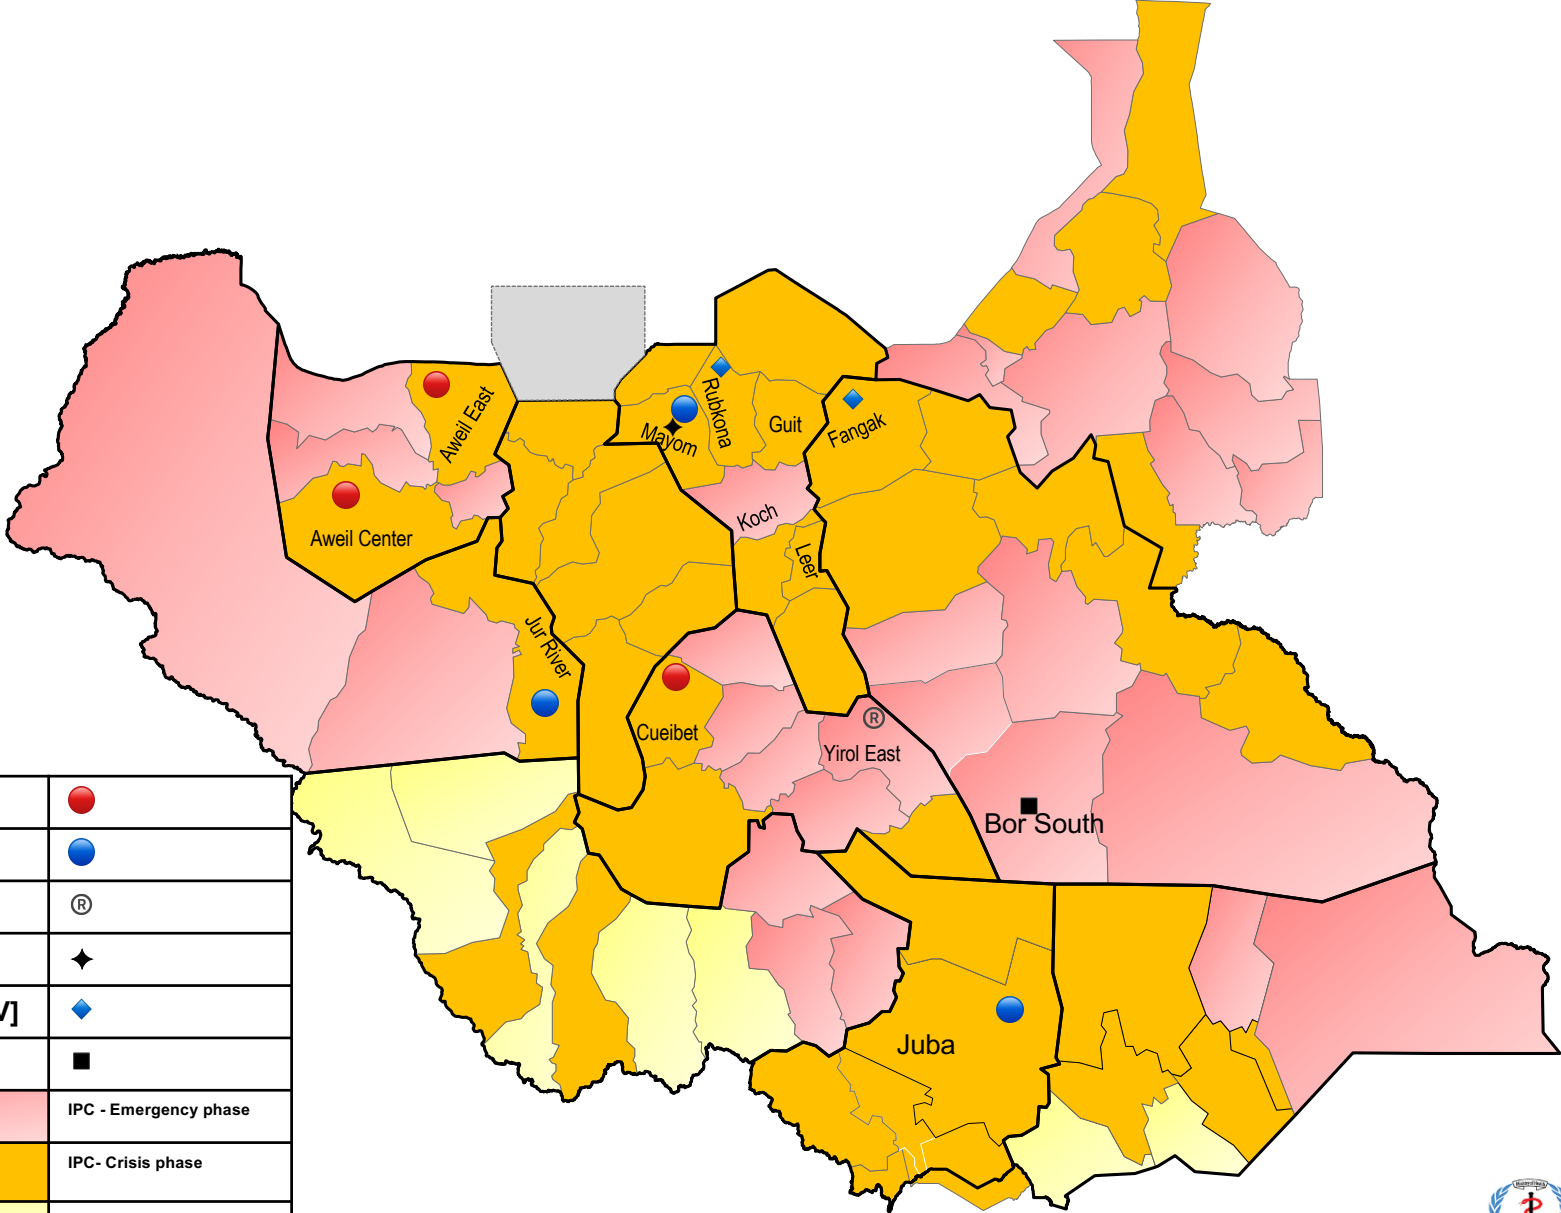 Aweil East
Rubkona
Guit
Mayom
Fangak
Koch
Aweil Center
Leer
Jur River
Cueibet
Yirol East
®
Bor South
Juba
®
V]
IPC - Emergency phase
IPC- Crisis phase